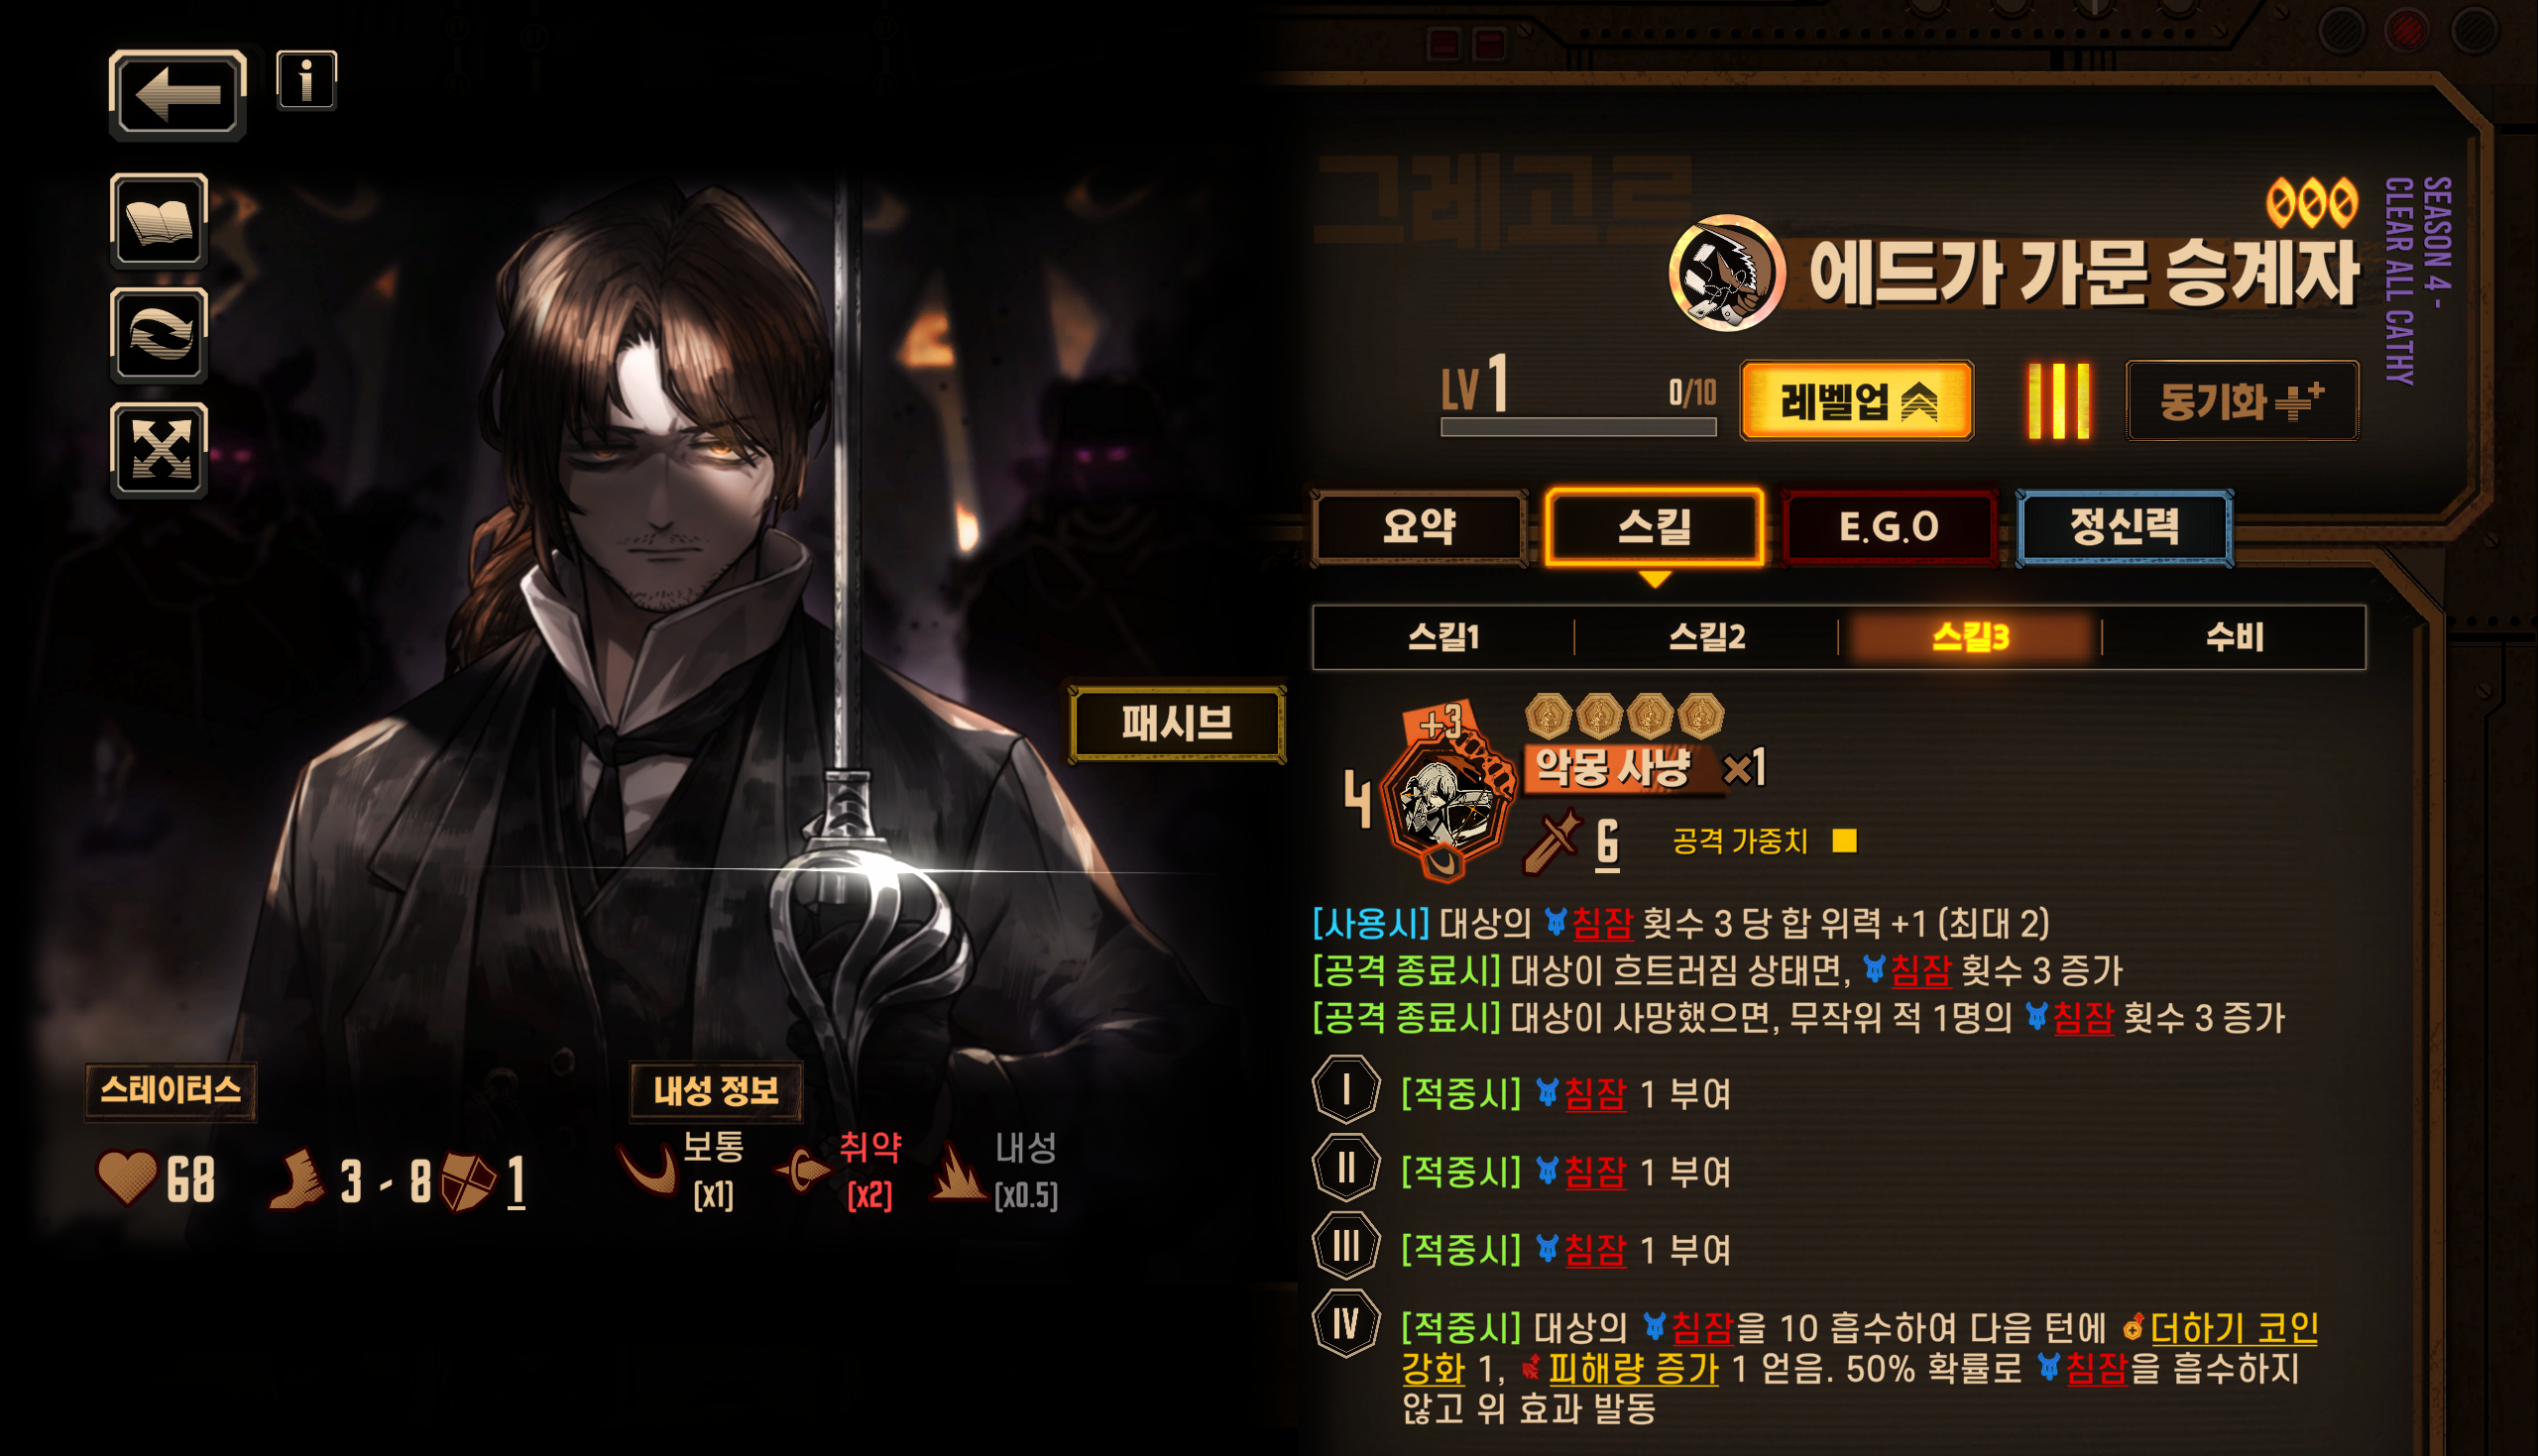 그레고르
000
에드가 가문 승계자
SEASON 4 -
CLEAR ALL CATHY
LV 1
0/10
레벨업
동기화
요약
스킬
E.G.O
정신력
스킬1
스킬2
스킬3
수비
패시브
+3
4
악몽 사냥 ×1
6
공격 가중치
[사용시] 대상의 침잠 횟수 3 당 합 위력 +1 (최대 2)
[공격 종료시] 대상이 흐트러짐 상태면, 침잠 횟수 3 증가
[공격 종료시] 대상이 사망했으면, 무작위 적 1명의 침잠 횟수 3 증가
I
[적중시] 침잠 1 부여
II
[적중시] 침잠 1 부여
III
[적중시] 침잠 1 부여
IV
[적중시] 대상의 침잠을 10 흡수하여 다음 턴에 더하기 코인
강화 1, 피해량 증가 1 얻음. 50% 확률로 침잠을 흡수하지
않고 위 효과 발동
스테이터스
68
3 - 8
1
내성 정보
보통
[x1]
취약
[x2]
내성
[x0.5]